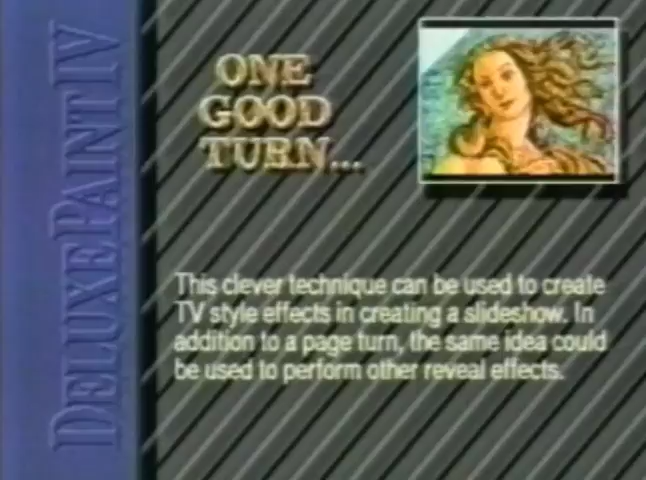 DELUXEPAINT IV
ONE
GOOD
TURN...
This clever technique can be used to create
TV style effects in creating a slideshow. In
addition to a page turn, the same idea could
be used to perform other reveal effects.